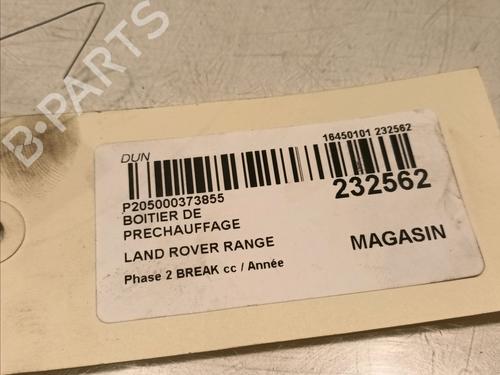 B-PARTS
DUN
16450101 232562
P205000373855
232562
BOITIER DE
PRECHAUFFAGE
LAND ROVER RANGE
MAGASIN
Phase 2 BREAK cc / Année